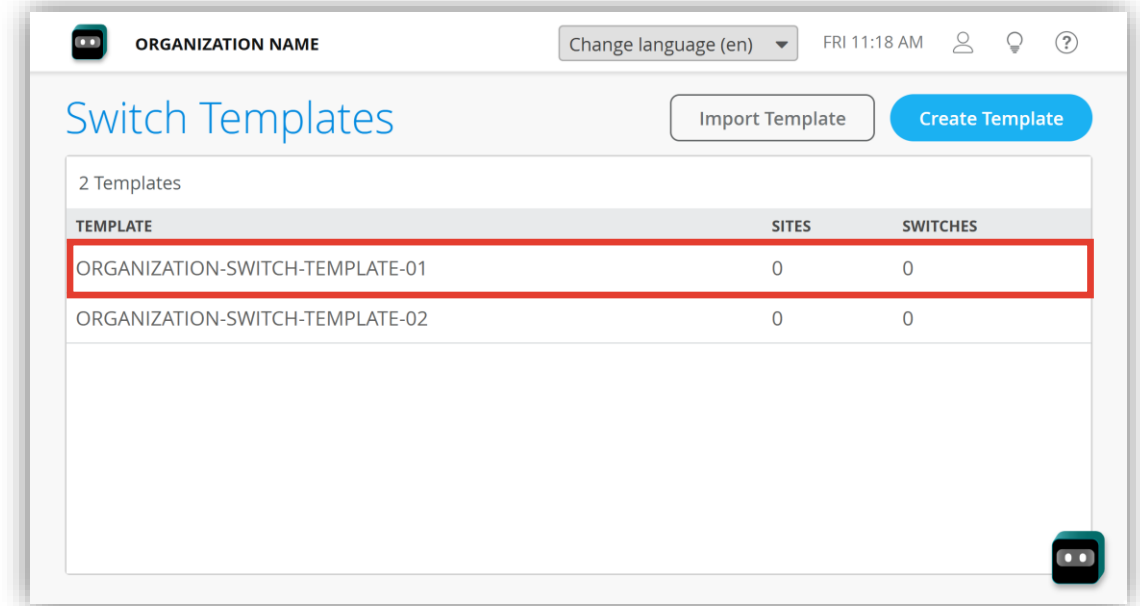 ORGANIZATION NAME Change language (en) FRI 11:18 AM ?
Switch Templates Import Template Create Template
2 Templates
TEMPLATE SITES SWITCHES
ORGANIZATION-SWITCH-TEMPLATE-01 0 0
ORGANIZATION-SWITCH-TEMPLATE-02 0 0